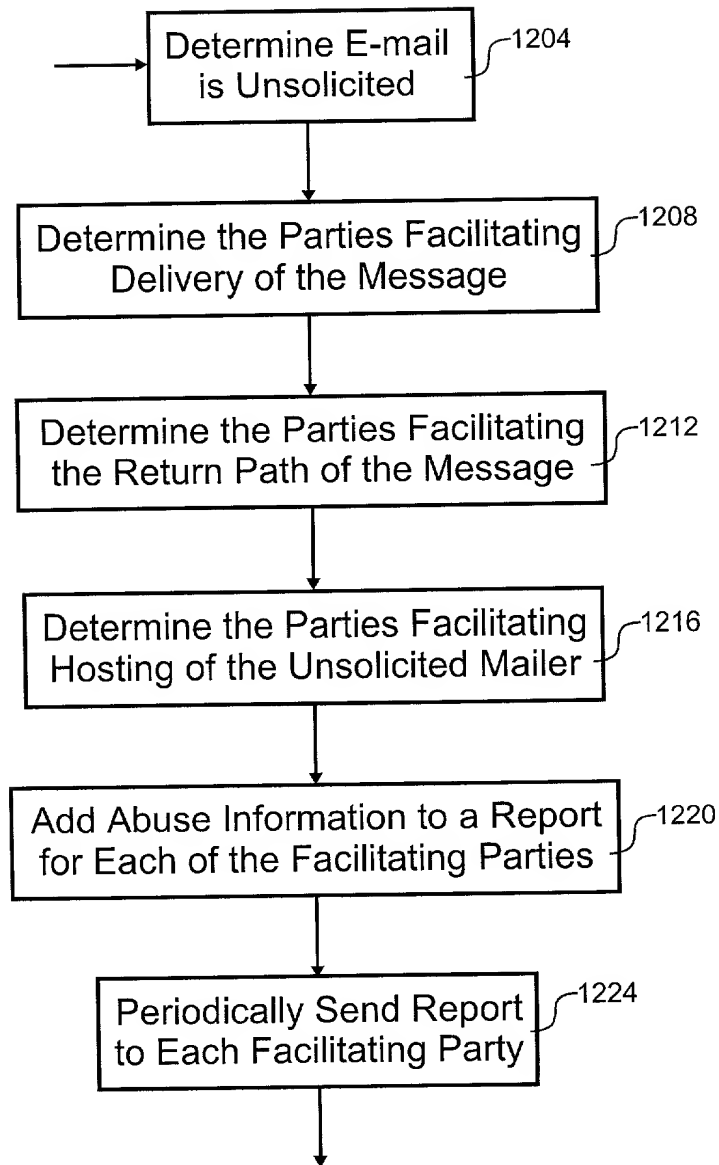 Determine E-mail
is Unsolicited
1204
Determine the Parties Facilitating
Delivery of the Message
1208
Determine the Parties Facilitating
the Return Path of the Message
1212
Determine the Parties Facilitating
Hosting of the Unsolicited Mailer
1216
Add Abuse Information to a Report
for Each of the Facilitating Parties
1220
Periodically Send Report
to Each Facilitating Party
1224